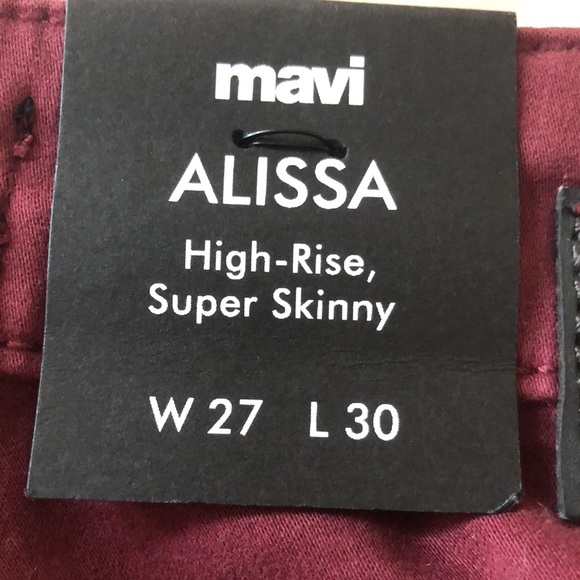 mavi
ALISSA
High-Rise,
Super Skinny
W 27 L 30